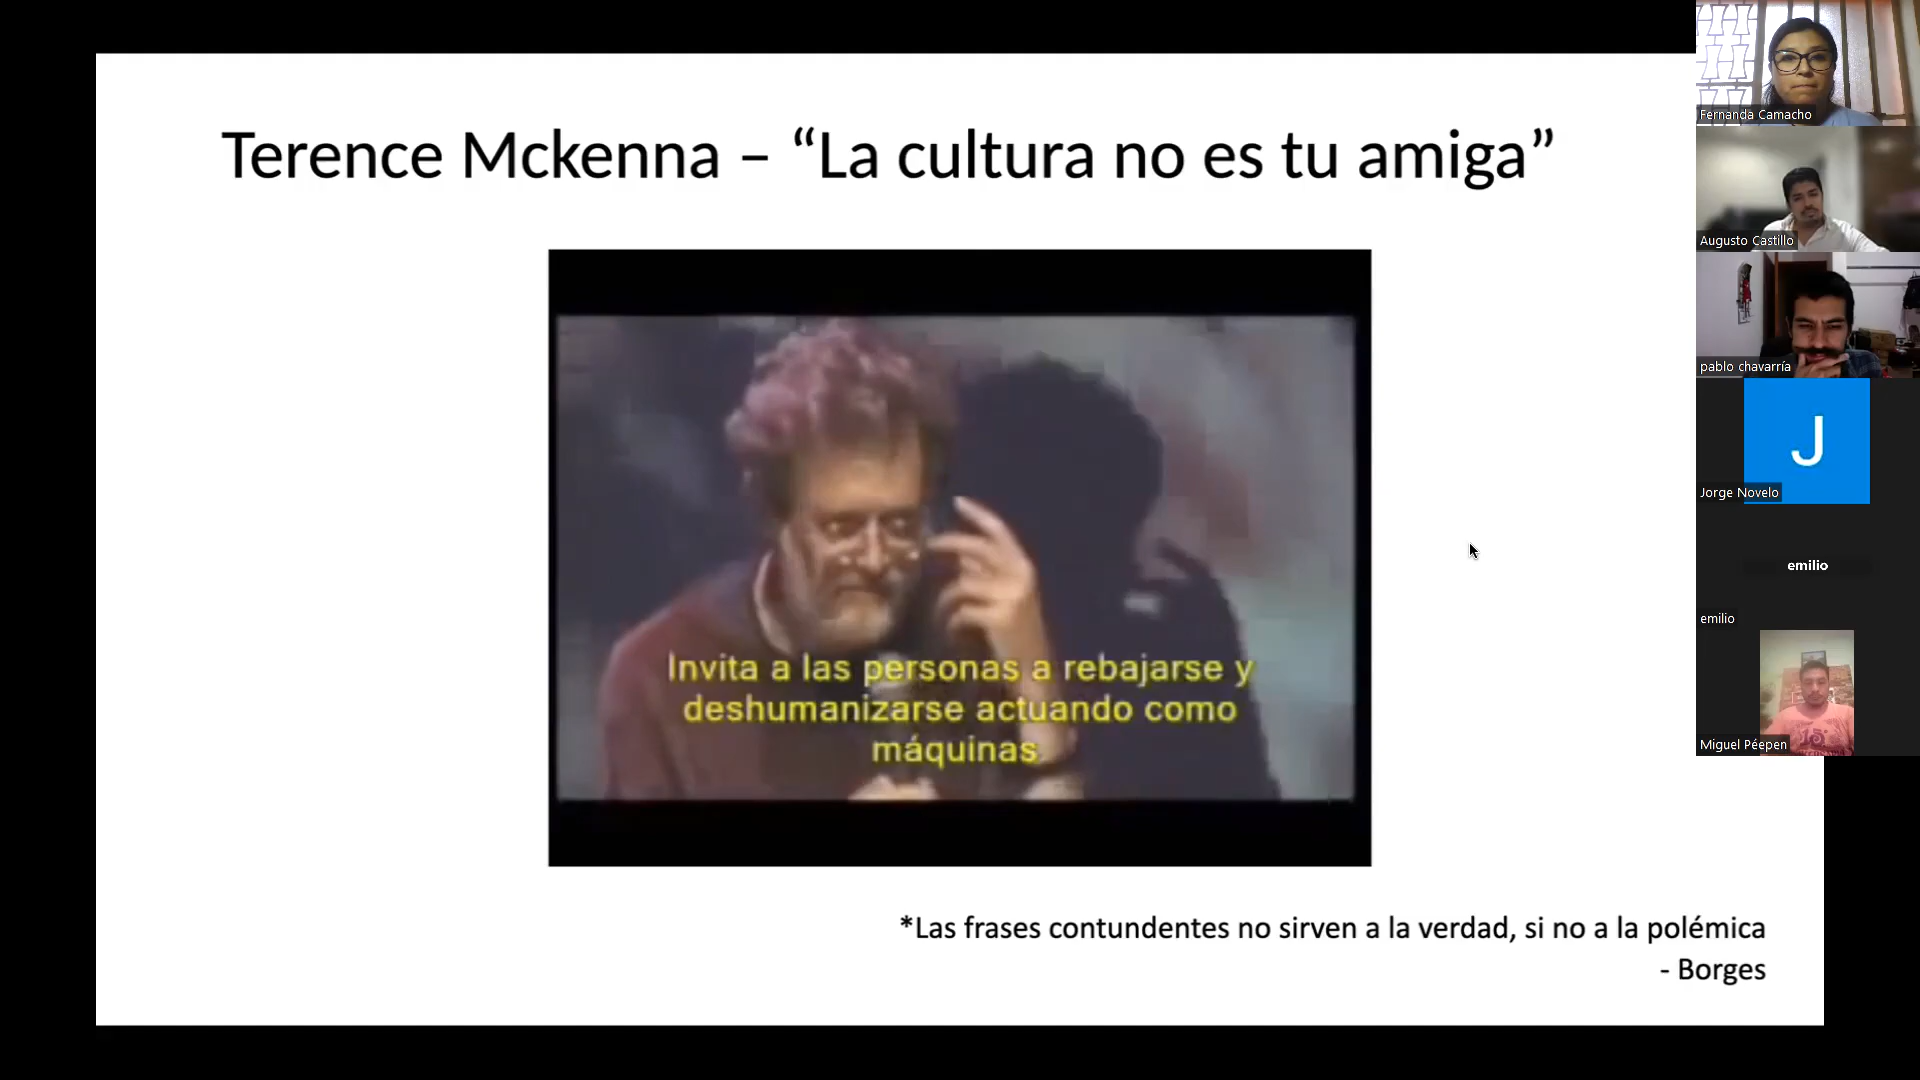 Terence Mckenna – “La cultura no es tu amiga”
Invita a las personas a rebajarse y
deshumanizarse actuando como
máquinas
*Las frases contundentes no sirven a la verdad, si no a la polémica
- Borges
Fernanda Camacho
Augusto Castillo
pablo chavarría
J
Jorge Novelo
emilio
emilio
15
Miguel Péepen